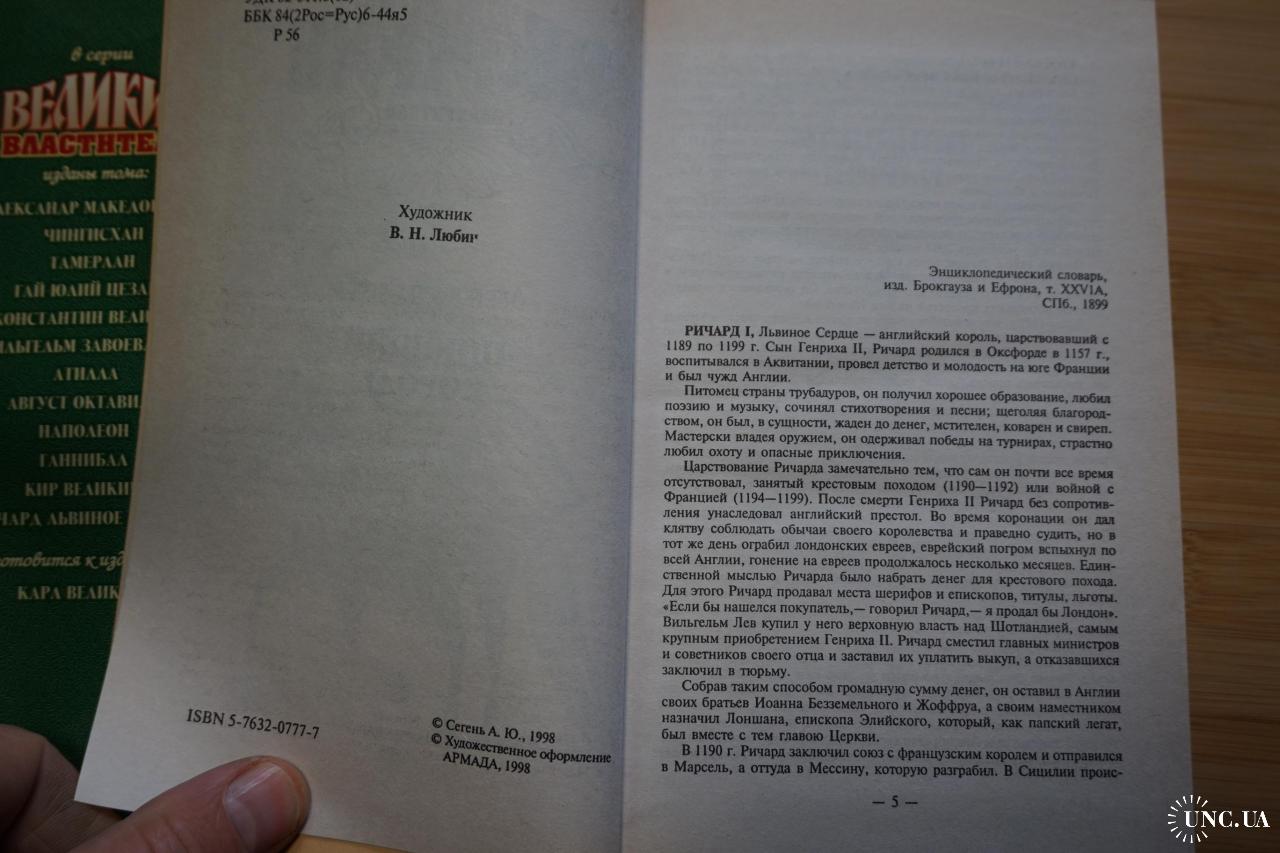 в серии
ВЕЛИКИ
ВЛАСТИТЕ
изданы тома:
ЛЕКСАНДР МАКЕДО
ЧИНГИСХАН
ТАМЕРЛАН
ГАЙ ЮЛИЙ ЦЕЗА
КОНСТАНТИН ВЕЛИ
ИЛЬГЕЛЬМ ЗАВОЕВ
АТИЛЛА
АВГУСТ ОКТАВИ
НАПОЛЕОН
ГАННИБАЛ
КИР ВЕЛИКИ
ЧАРД ЛЬВИНОЕ
отовится к изд
КАРЛ ВЕЛИК
ББК 84(2Рос=Рус)6-44я5
Р 56
Художник
В. Н. Любин
ISBN 5-7632-0777-7
© Сегень А. Ю., 1998
© Художественное оформление
АРМАДА, 1998
Энциклопедический словарь,
изд. Брокгауза и Ефрона, т. XXVIA,
СПб., 1899
РИЧАРД I, Львиное Сердце — английский король, царствовавший с
1189 по 1199 г. Сын Генриха II, Ричард родился в Оксфорде в 1157 г.,
воспитывался в Аквитании, провел детство и молодость на юге Франции
и был чужд Англии.
Питомец страны трубадуров, он получил хорошее образование, любил
поэзию и музыку, сочинял стихотворения и песни; щеголяя благород-
ством, он был, в сущности, жаден до денег, мстителен, коварен и свиреп.
Мастерски владея оружием, он одерживал победы на турнирах, страстно
любил охоту и опасные приключения.
Царствование Ричарда замечательно тем, что сам он почти все время
отсутствовал, занятый крестовым походом (1190—1192) или войной с
Францией (1194—1199). После смерти Генриха II Ричард без сопротив-
ления унаследовал английский престол. Во время коронации он дал
клятву соблюдать обычаи своего королевства и праведно судить, но в
тот же день ограбил лондонских евреев, еврейский погром вспыхнул по
всей Англии, гонение на евреев продолжалось несколько месяцев. Един-
ственной мыслью Ричарда было набрать денег для крестового похода.
Для этого Ричард продавал места шерифов и епископов, титулы, льготы.
«Если бы нашелся покупатель,— говорил Ричард,— я продал бы Лондон».
Вильгельм Лев купил у него верховную власть над Шотландией, самым
крупным приобретением Генриха II. Ричард сместил главных министров
и советников своего отца и заставил их уплатить выкуп, а отказавшихся
заключил в тюрьму.
Собрав таким способом громадную сумму денег, он оставил в Англии
своих братьев Иоанна Безземельного и Жоффруа, а своим наместником
назначил Лоншана, епископа Элийского, который, как папский легат,
был вместе с тем главою Церкви.
В 1190 г. Ричард заключил союз с французским королем и отправился
в Марсель, а оттуда в Мессину, которую разграбил. В Сицилии проис-
— 5 —
UNC.UA